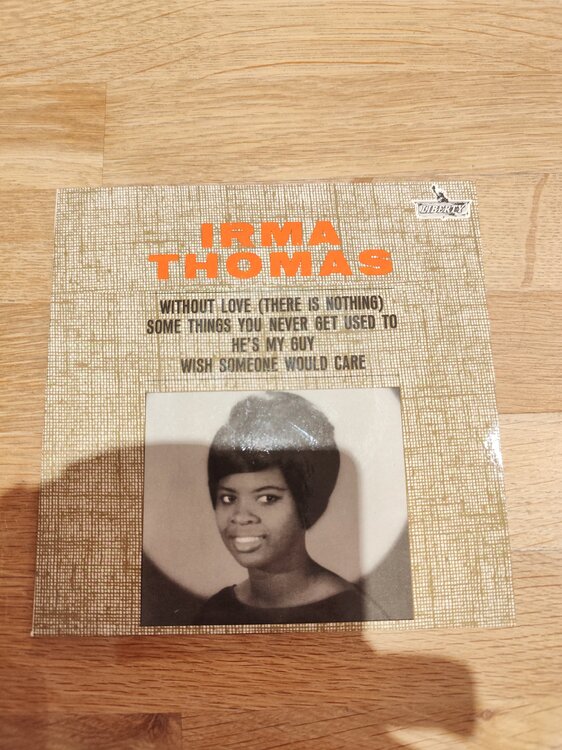 LIBERTY
IRMA
THOMAS
WITHOUT LOVE (THERE IS NOTHING)
SOME THINGS YOU NEVER GET USED TO
HE'S MY GUY
WISH SOMEONE WOULD CARE